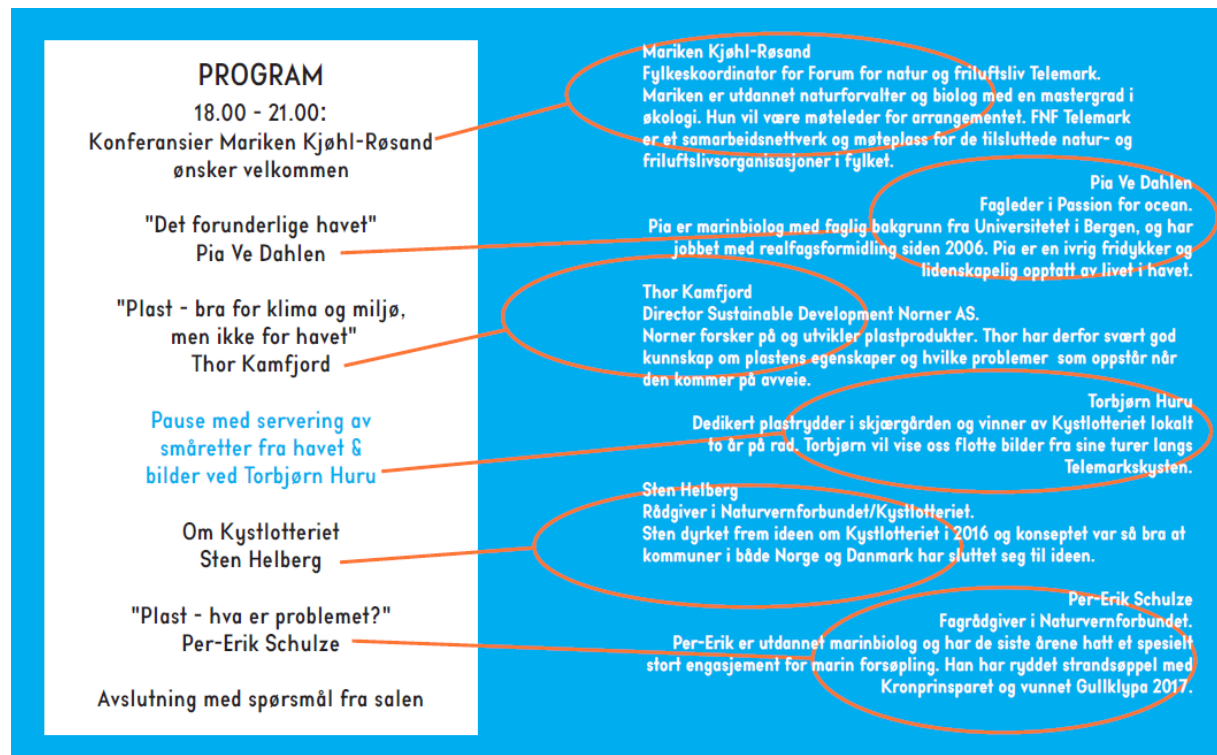 PROGRAM
18.00 - 21.00:
Konferansier Mariken Kjøhl-Røsand
ønsker velkommen
"Det forunderlige havet"
Pia Ve Dahlen
"Plast - bra for klima og miljø,
men ikke for havet"
Thor Kamfjord
Pause med servering av
småretter fra havet &
bilder ved Torbjørn Huru
Om Kystlotteriet
Sten Helberg
"Plast - hva er problemet?"
Per-Erik Schulze
Avslutning med spørsmål fra salen
Mariken Kjøhl-Røsand
Fylkeskoordinator for Forum for natur og friluftsliv Telemark.
Mariken er utdannet naturforvalter og biolog med en mastergrad i
økologi. Hun vil være møteleder for arrangementet. FNF Telemark
er et samarbeidsnettverk og møteplass for de tilsluttede natur- og
friluftslivsorganisasjoner i fylket.
Pia Ve Dahlen
Fagleder i Passion for ocean.
Pia er marinbiolog med faglig bakgrunn fra Universitetet i Bergen, og har
jobbet med realfagsformidling siden 2006. Pia er en ivrig fridykker og
lidenskapelig opptatt av livet i havet.
Thor Kamfjord
Director Sustainable Development Norner AS.
Norner forsker på og utvikler plastprodukter. Thor har derfor svært god
kunnskap om plastens egenskaper og hvilke problemer som oppstår når
den kommer på avveie.
Torbjørn Huru
Dedikert plastrydder i skjærgården og vinner av Kystlotteriet lokalt
to år på rad. Torbjørn vil vise oss flotte bilder fra sine turer langs
Telemarkskysten.
Sten Helberg
Rådgiver i Naturvernforbundet/Kystlotteriet.
Sten dyrket frem ideen om Kystlotteriet i 2016 og konseptet var så bra at
kommuner i både Norge og Danmark har sluttet seg til ideen.
Per-Erik Schulze
Fagrådgiver i Naturvernforbundet.
Per-Erik er utdannet marinbiolog og har de siste årene hatt et spesielt
stort engasjement for marin forsøpling. Han har ryddet strandsøppel med
Kronprinsparet og vunnet Gullklypa 2017.